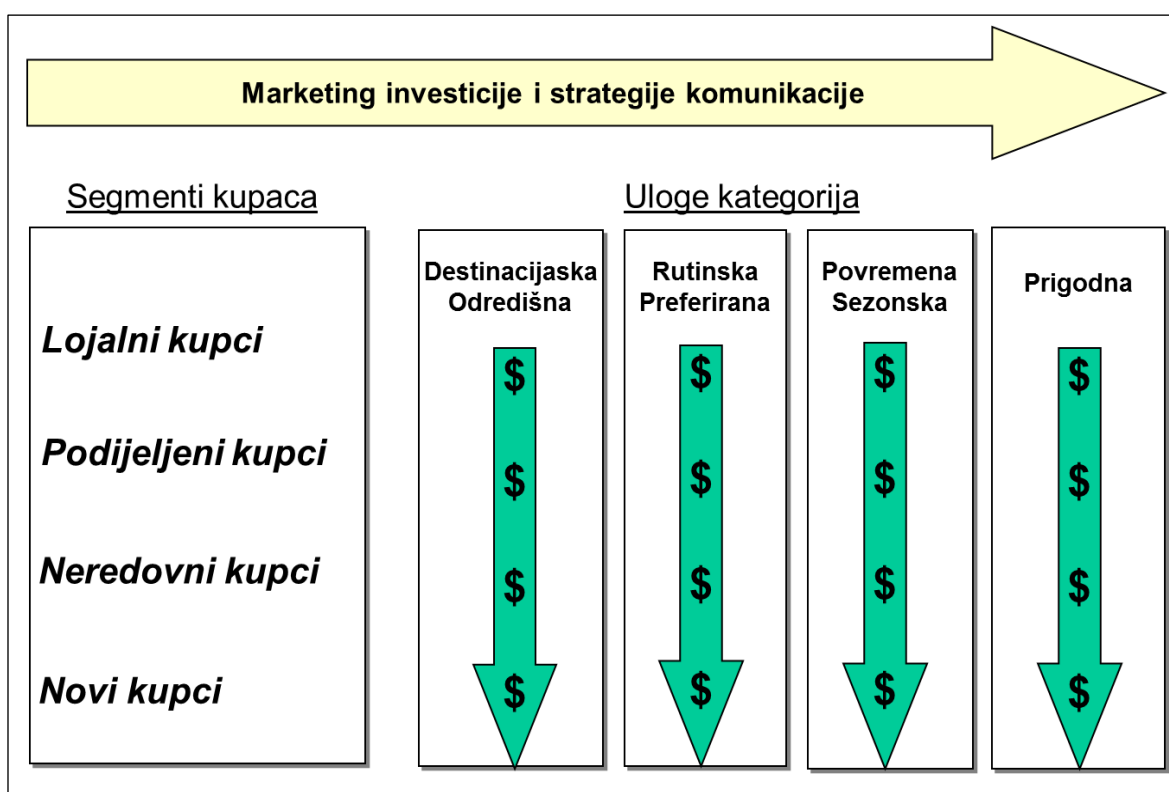 Marketing investicije i strategije komunikacije
Segmenti kupaca
Uloge kategorija
Lojalni kupci
Podijeljeni kupci
Neredovni kupci
Novi kupci
Destinacijaska
Odredišna
$
$
$
$
Rutinska
Preferirana
$
$
$
$
Povremena
Sezonska
$
$
$
$
Prigodna
$
$
$
$